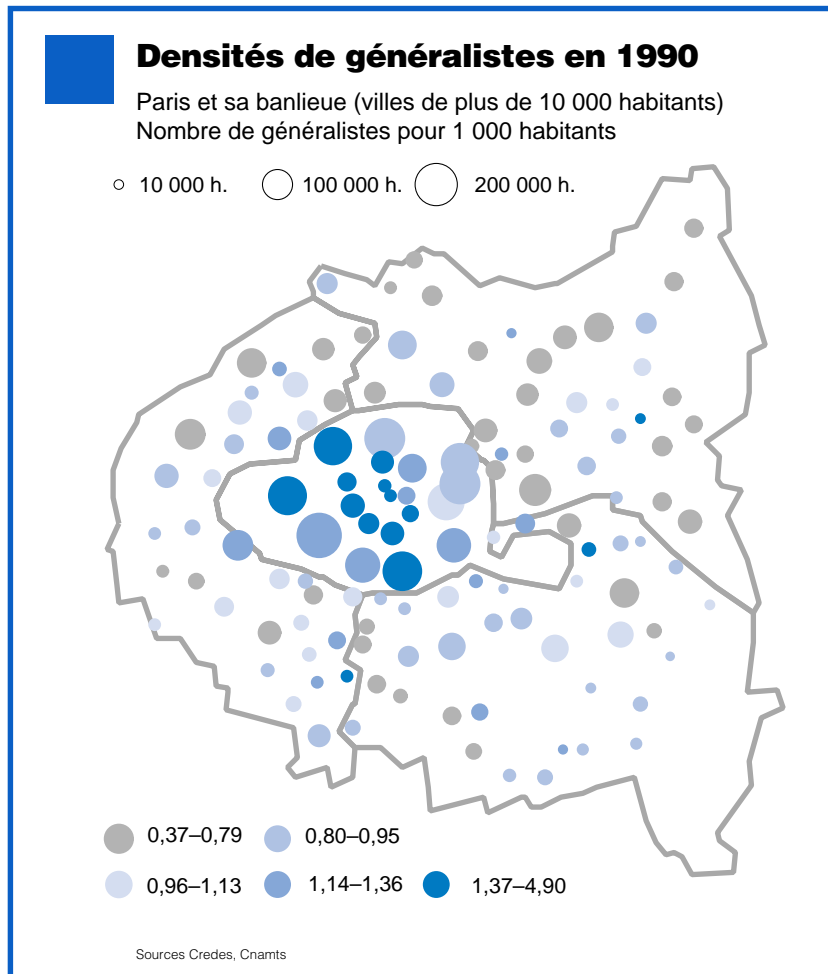 Densités de généralistes en 1990
Paris et sa banlieue (villes de plus de 10 000 habitants)
Nombre de généralistes pour 1 000 habitants
10 000 h. 100 000 h. 200 000 h.
0,37–0,79 0,80–0,95
0,96–1,13 1,14–1,36 1,37–4,90
Sources Credes, Cnamts